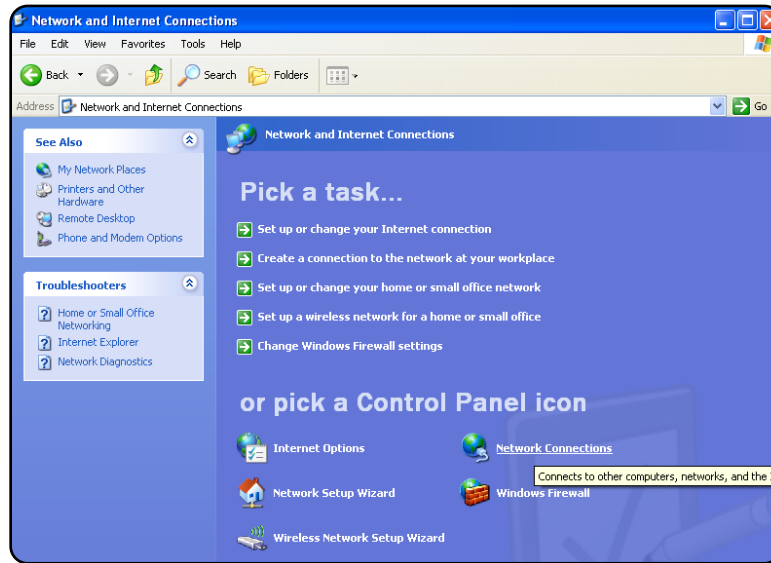 Network and Internet Connections
File Edit View Favorites Tools Help
Back Search Folders
Address Network and Internet Connections Go
See Also
My Network Places
Printers and Other
Hardware
Remote Desktop
Phone and Modem Options
Troubleshooters
Home or Small Office
Networking
Internet Explorer
Network Diagnostics
Network and Internet Connections
Pick a task...
Set up or change your Internet connection
Create a connection to the network at your workplace
Set up or change your home or small office network
Set up a wireless network for a home or small office
Change Windows Firewall settings
or pick a Control Panel icon
Internet Options
Network Connections
Connects to other computers, networks, and the
Network Setup Wizard
Windows Firewall
Wireless Network Setup Wizard